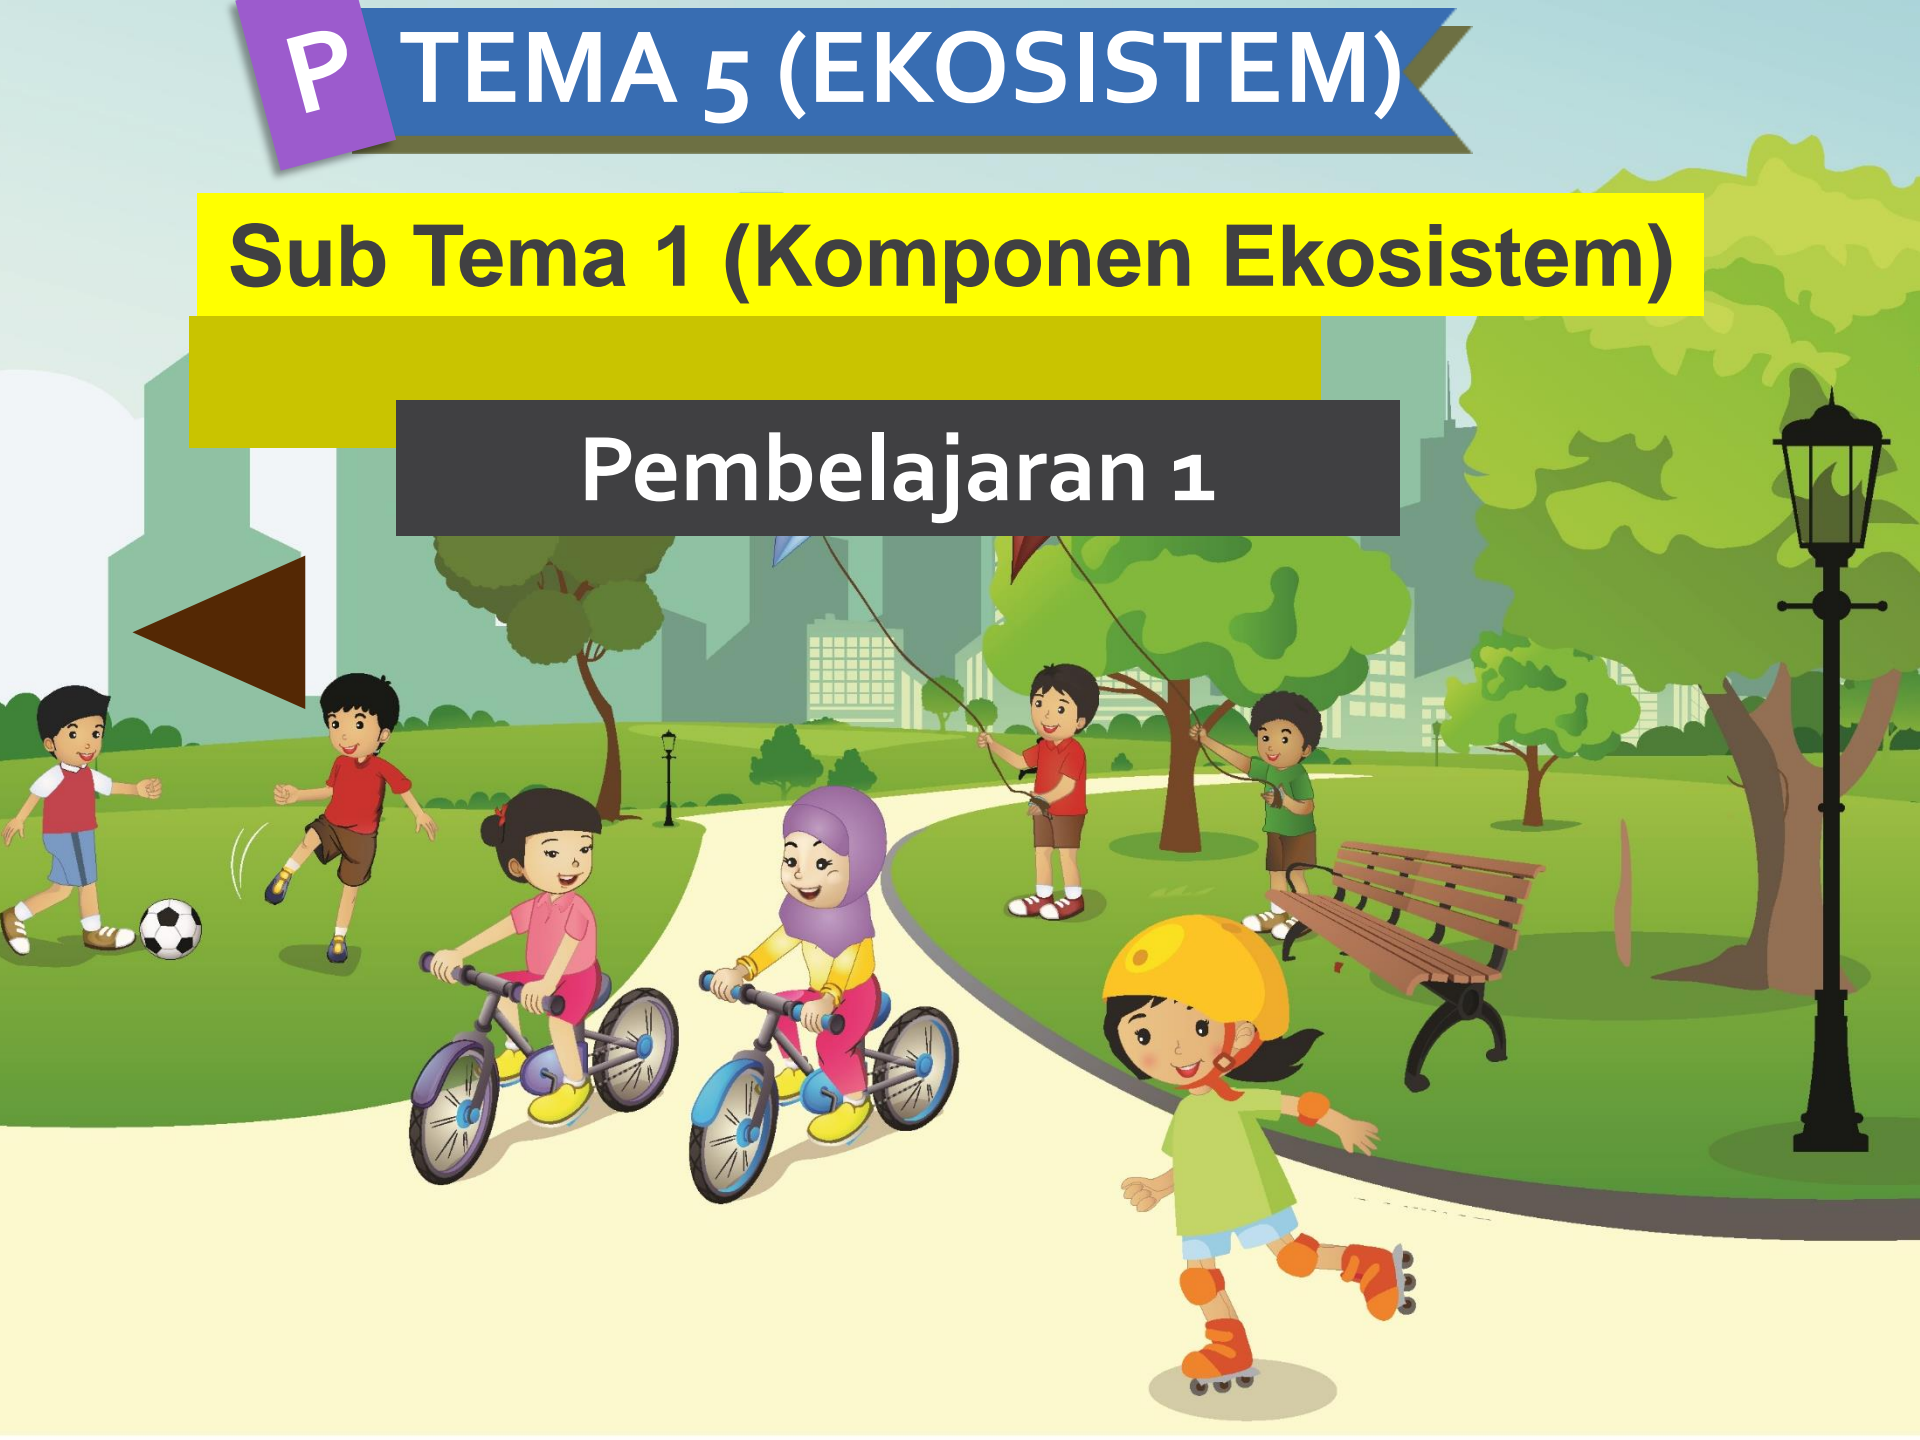 P TEMA 5 (EKOSISTEM)
Sub Tema 1 (Komponen Ekosistem)
Pembelajaran 1